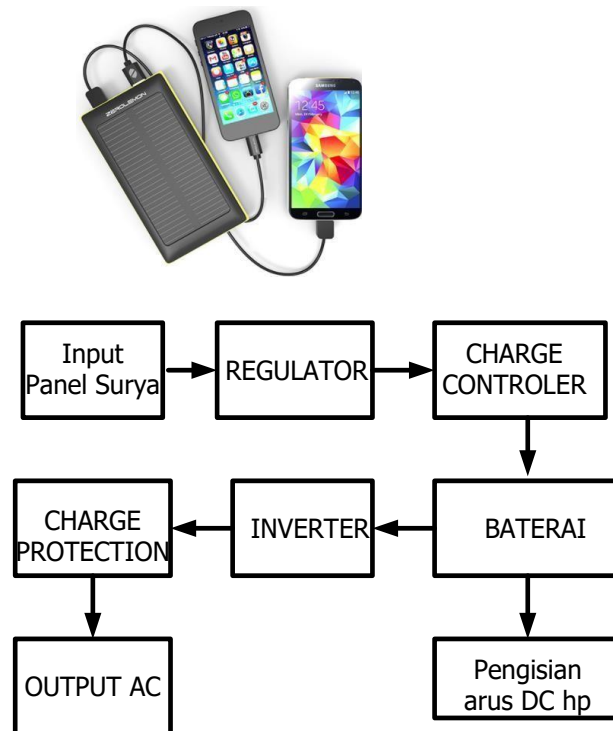 ZEROLEMON
12:45
Input
Panel Surya
REGULATOR
CHARGE
CONTROLER
CHARGE
PROTECTION
INVERTER
BATERAI
OUTPUT AC
Pengisian
arus DC hp